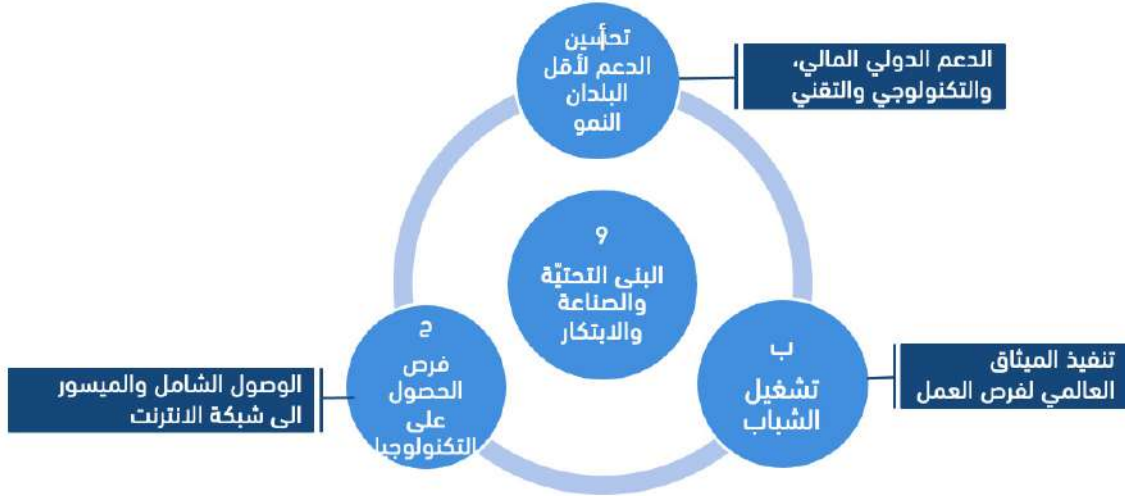 أ
تحسين
الدعم لأقل
البلدان
النمو
الدعم الدولي المالي،
والتكنولوجي والتقني
9
البنى التحتيّة
والصناعة
والابتكار
ب
تشغيل
الشباب
تنفيذ الميثاق
العالمي لفرص العمل
ج
فرص
الحصول
على
التكنولوجيا
الوصول الشامل والميسور
الى شبكة الانترنت